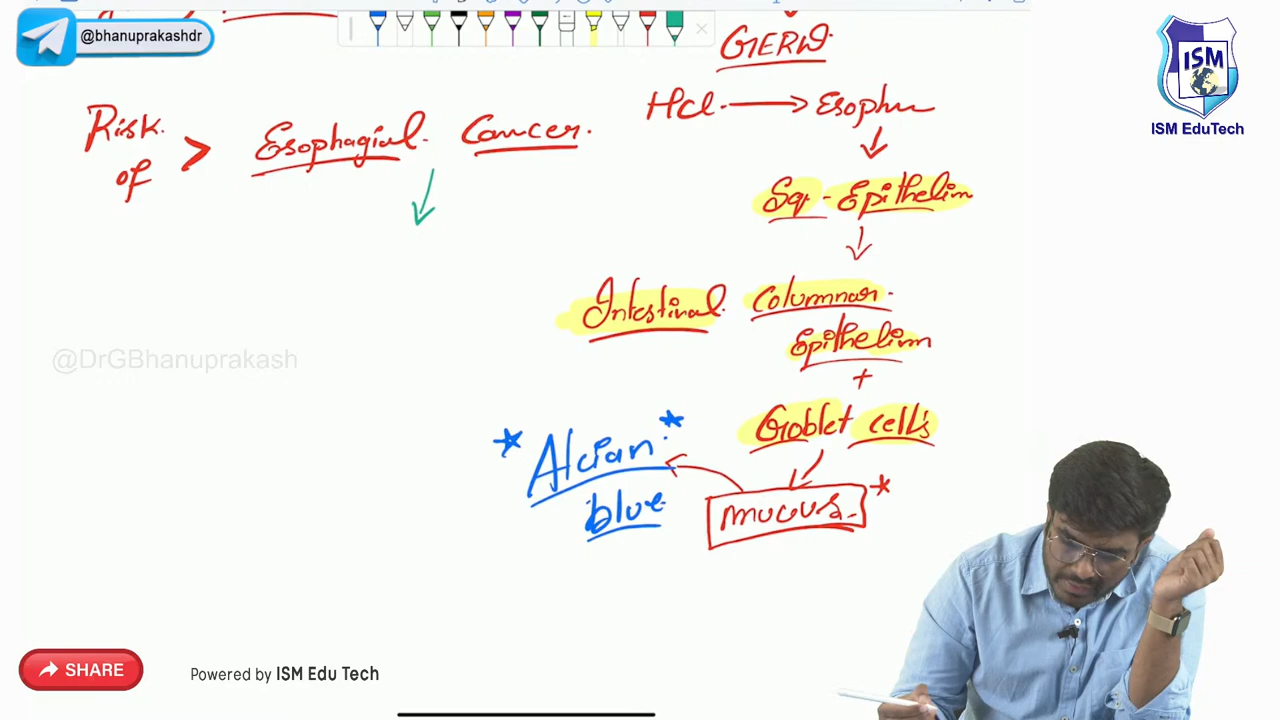 @bhanuprakashdr
GERD.
HCl. → Esophu
Risk. of > Esophagial. Cancer.
Sq. - Epithelim
Intestinal. Columnar.
Epithelim
+
Goblet cells
*Alcian.*
blue
mucus. *
@DrGBhanuprakash
ISM
ISM EduTech
SHARE
Powered by ISM Edu Tech